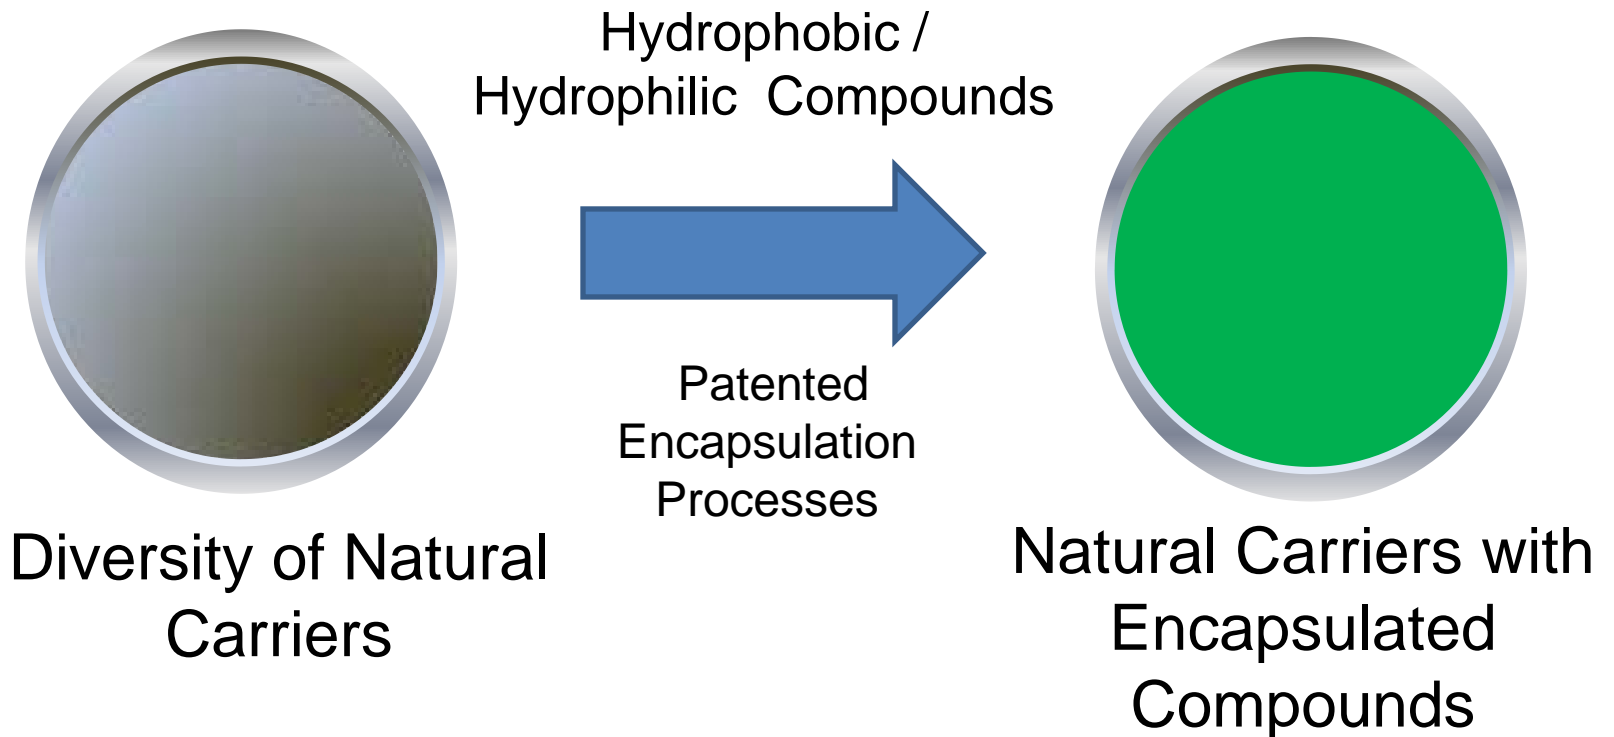 Hydrophobic /
Hydrophilic Compounds
Patented
Encapsulation
Processes
Diversity of Natural
Carriers
Natural Carriers with
Encapsulated
Compounds